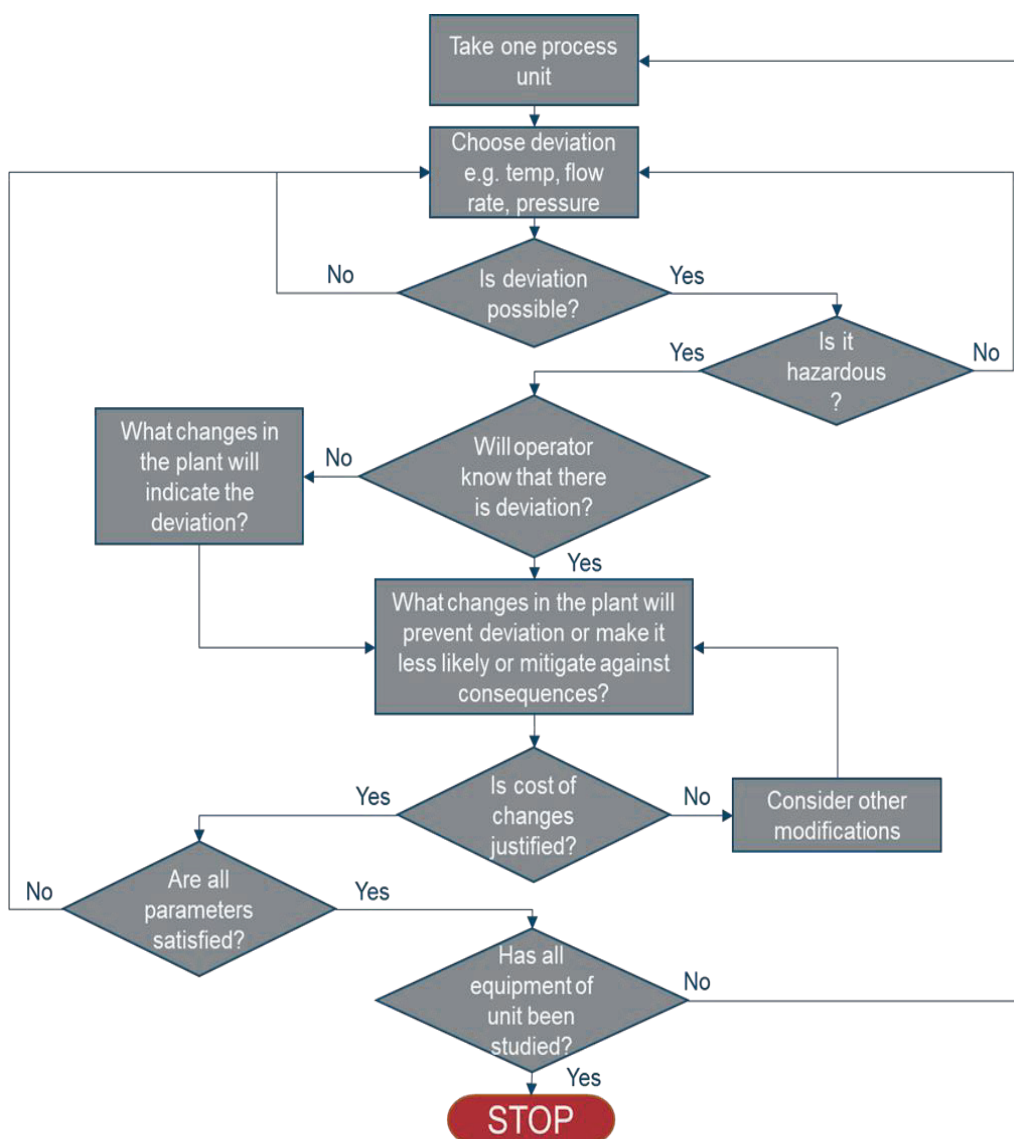 Take one process
unit
Choose deviation
e.g. temp, flow
rate, pressure
No
Is deviation
possible?
Yes
Yes
Is it
hazardous
?
No
What changes in
the plant will
indicate the
deviation?
No
Will operator
know that there
is deviation?
Yes
What changes in the plant will
prevent deviation or make it
less likely or mitigate against
consequences?
Yes
Is cost of
changes
justified?
No
Consider other
modifications
No
Are all
parameters
satisfied?
Yes
Has all
equipment of
unit been
studied?
No
Yes
STOP